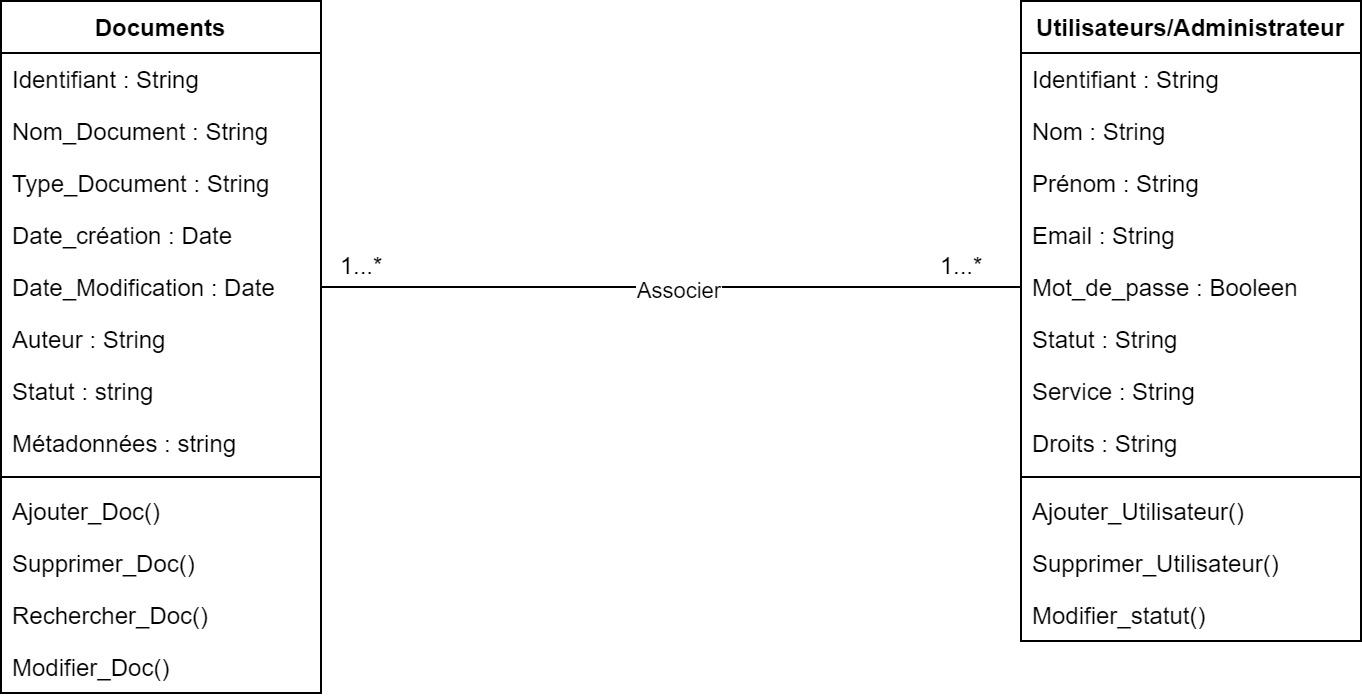 Documents
Identifiant : String
Nom_Document : String
Type_Document : String
Date_création : Date
Date_Modification : Date
Auteur : String
Statut : string
Métadonnées : string
Ajouter_Doc()
Supprimer_Doc()
Rechercher_Doc()
Modifier_Doc()
1...*
Associer
1...*
Utilisateurs/Administrateur
Identifiant : String
Nom : String
Prénom : String
Email : String
Mot_de_passe : Booleen
Statut : String
Service : String
Droits : String
Ajouter_Utilisateur()
Supprimer_Utilisateur()
Modifier_statut()